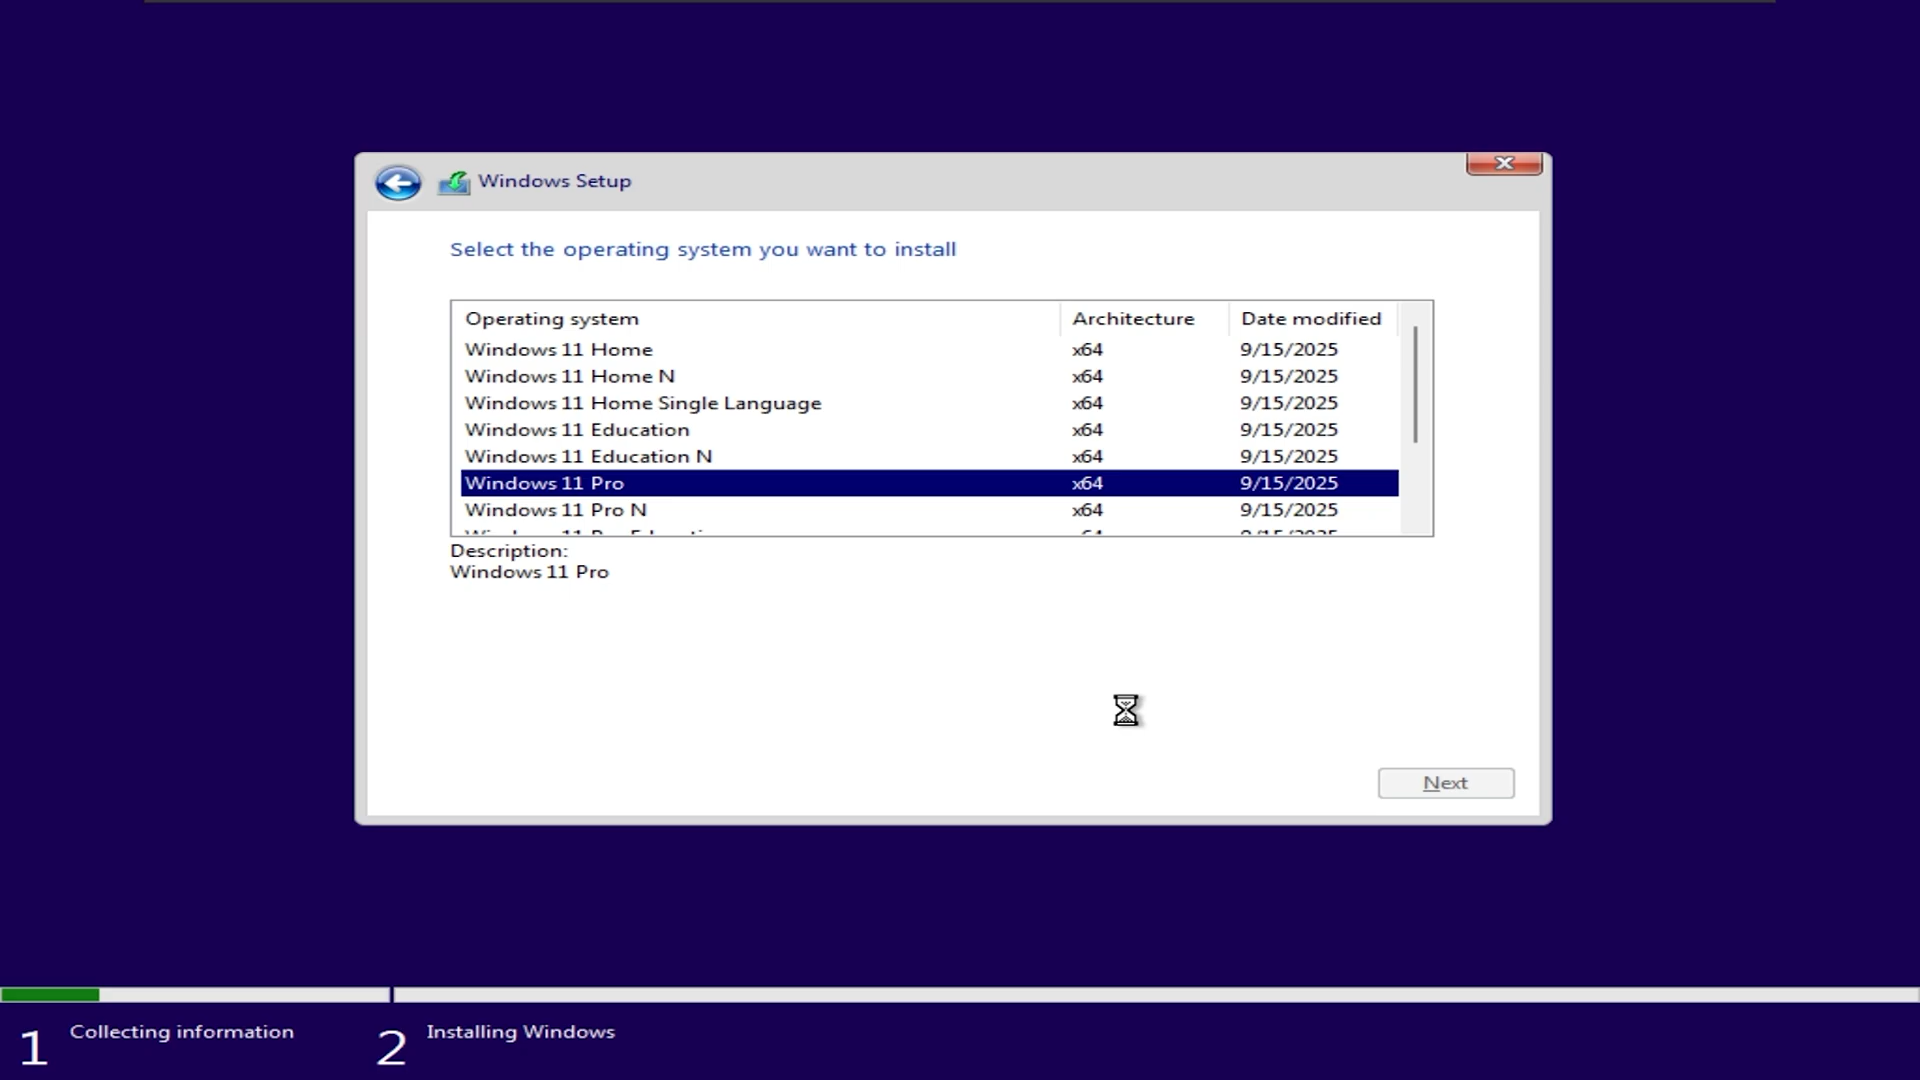 Windows Setup
Select the operating system you want to install
Operating system Architecture Date modified
Windows 11 Home x64 9/15/2025
Windows 11 Home N x64 9/15/2025
Windows 11 Home Single Language x64 9/15/2025
Windows 11 Education x64 9/15/2025
Windows 11 Education N x64 9/15/2025
Windows 11 Pro x64 9/15/2025
Windows 11 Pro N x64 9/15/2025
Description:
Windows 11 Pro
Next
1 Collecting information 2 Installing Windows